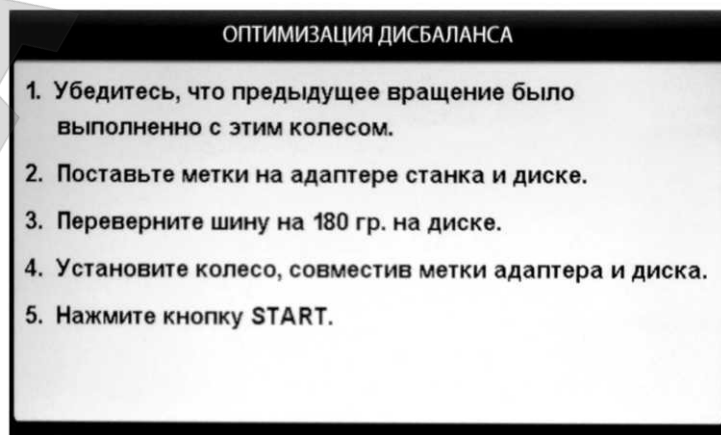 ОПТИМИЗАЦИЯ ДИСБАЛАНСА
1. Убедитесь, что предыдущее вращение было
выполненно с этим колесом.
2. Поставьте метки на адаптере станка и диске.
3. Переверните шину на 180 гр. на диске.
4. Установите колесо, совместив метки адаптера и диска.
5. Нажмите кнопку START.